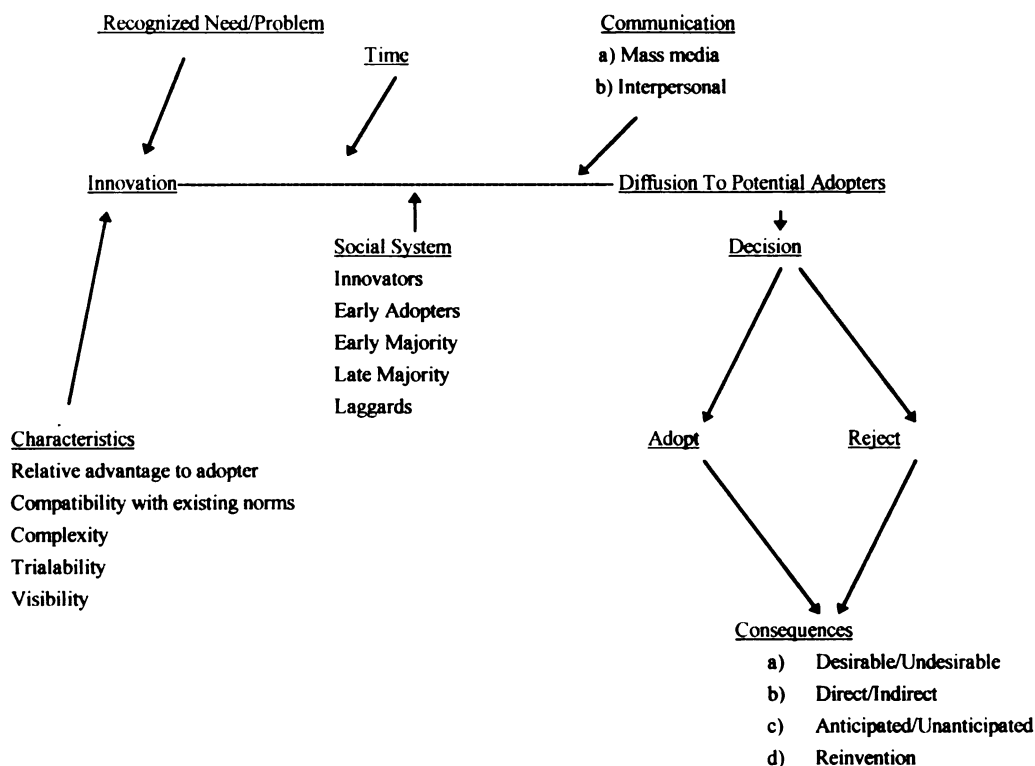 Recognized Need/Problem
Time
Communication
a) Mass media
b) Interpersonal
Innovation
Diffusion To Potential Adopters
Social System
Innovators
Early Adopters
Early Majority
Late Majority
Laggards
Decision
Characteristics
Relative advantage to adopter
Compatibility with existing norms
Complexity
Trialability
Visibility
Adopt
Reject
Consequences
a) Desirable/Undesirable
b) Direct/Indirect
c) Anticipated/Unanticipated
d) Reinvention